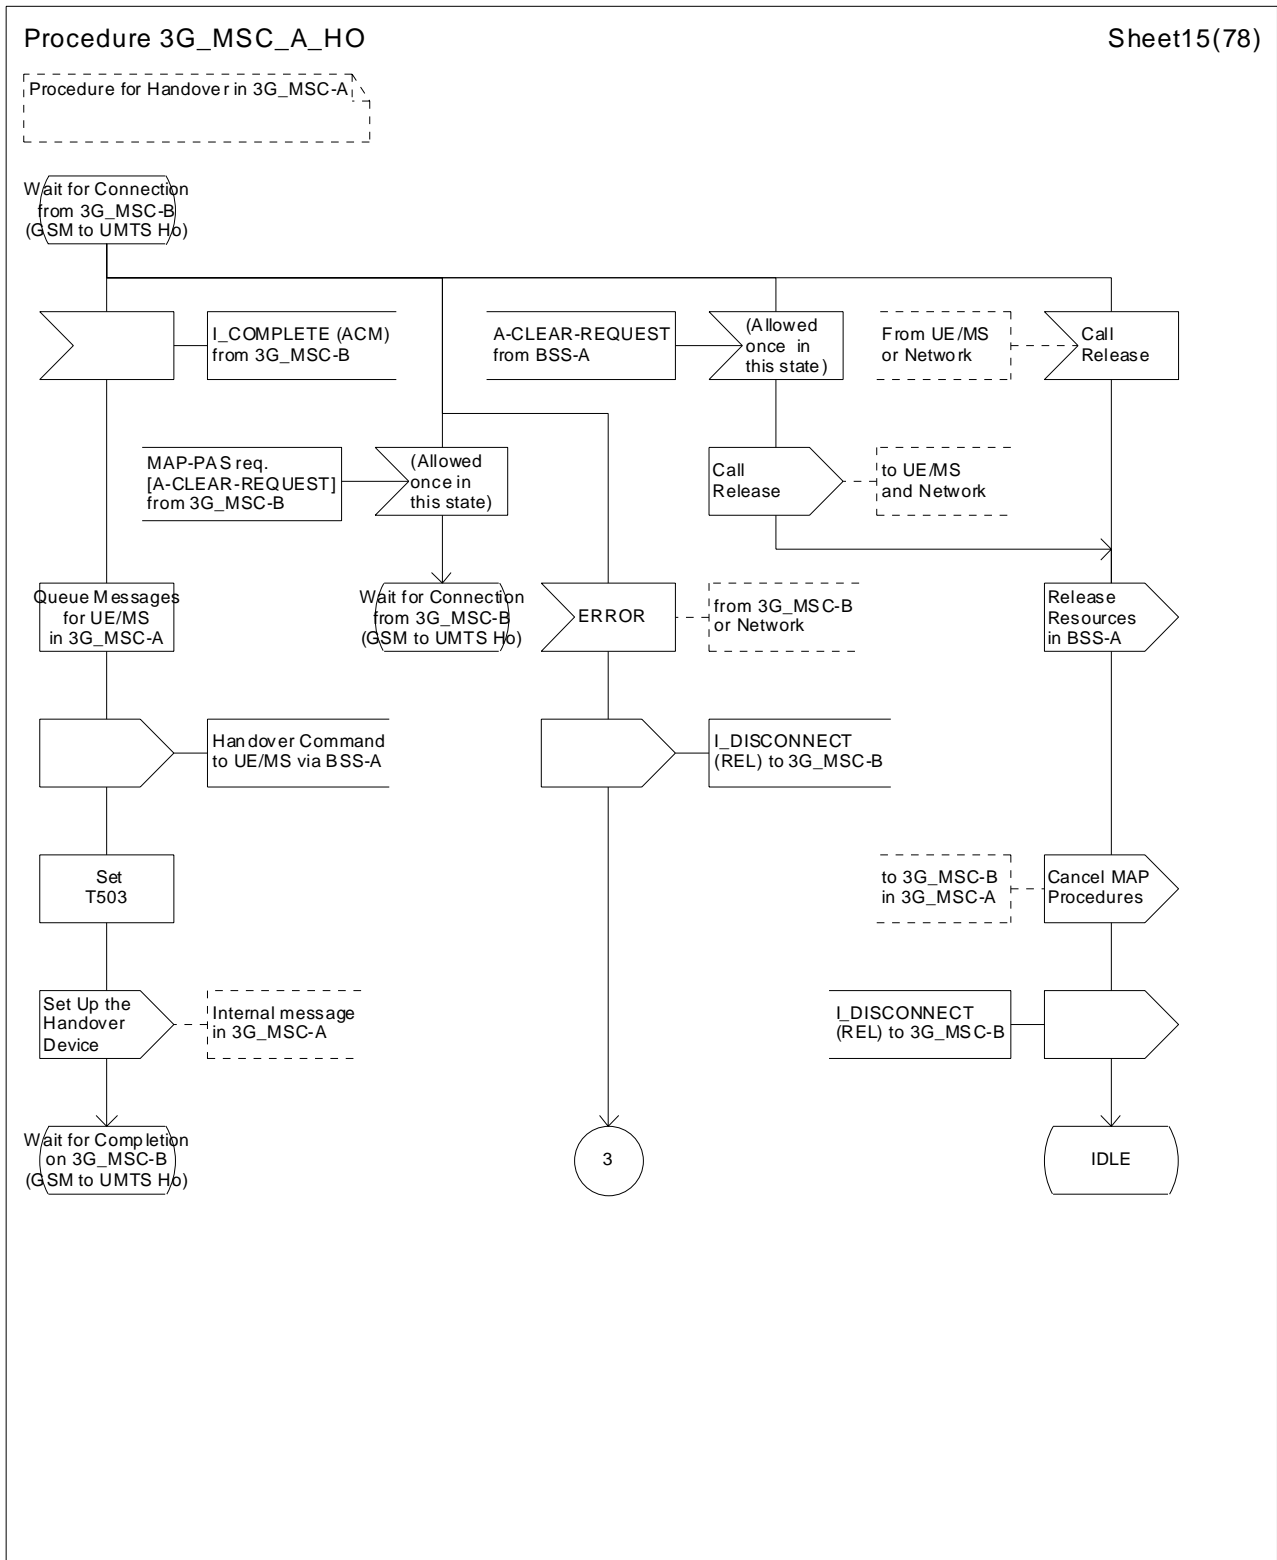 Procedure 3G_MSC_A_HO
Sheet15(78)
Procedure for Handover in 3G_MSC-A
Wait for Connection
from 3G_MSC-B
(GSM to UMTS Ho)
I_COMPLETE (ACM)
from 3G_MSC-B
A-CLEAR-REQUEST
from BSS-A
(Allowed
once in
this state)
From UE/MS
or Network
Call
Release
MAP-PAS req.
[A-CLEAR-REQUEST]
from 3G_MSC-B
(Allowed
once in
this state)
Call
Release
to UE/MS
and Network
Queue Messages
for UE/MS
in 3G_MSC-A
Wait for Connection
from 3G_MSC-B
(GSM to UMTS Ho)
ERROR
from 3G_MSC-B
or Network
Release
Resources
in BSS-A
Handover Command
to UE/MS via BSS-A
I_DISCONNECT
(REL) to 3G_MSC-B
Set
T503
to 3G_MSC-B
in 3G_MSC-A
Cancel MAP
Procedures
Set Up the
Handover
Device
Internal message
in 3G_MSC-A
I_DISCONNECT
(REL) to 3G_MSC-B
Wait for Completion
on 3G_MSC-B
(GSM to UMTS Ho)
3
IDLE